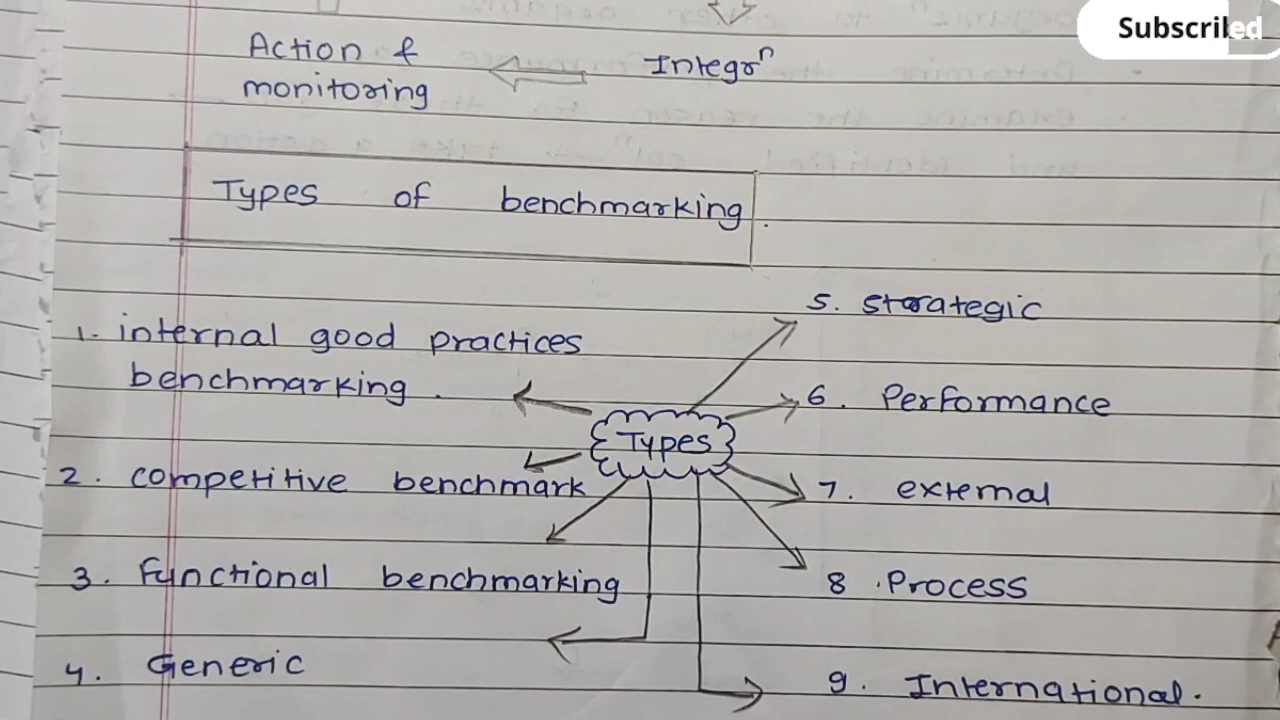 Subscribed
Action & Integrⁿ
monitoring
Types of benchmarking.
1. internal good practices
benchmarking.
2. competitive benchmark
3. Functional benchmarking
4. Generic
Types
5. strategic
6. Performance
7. external
8. Process
9. International.